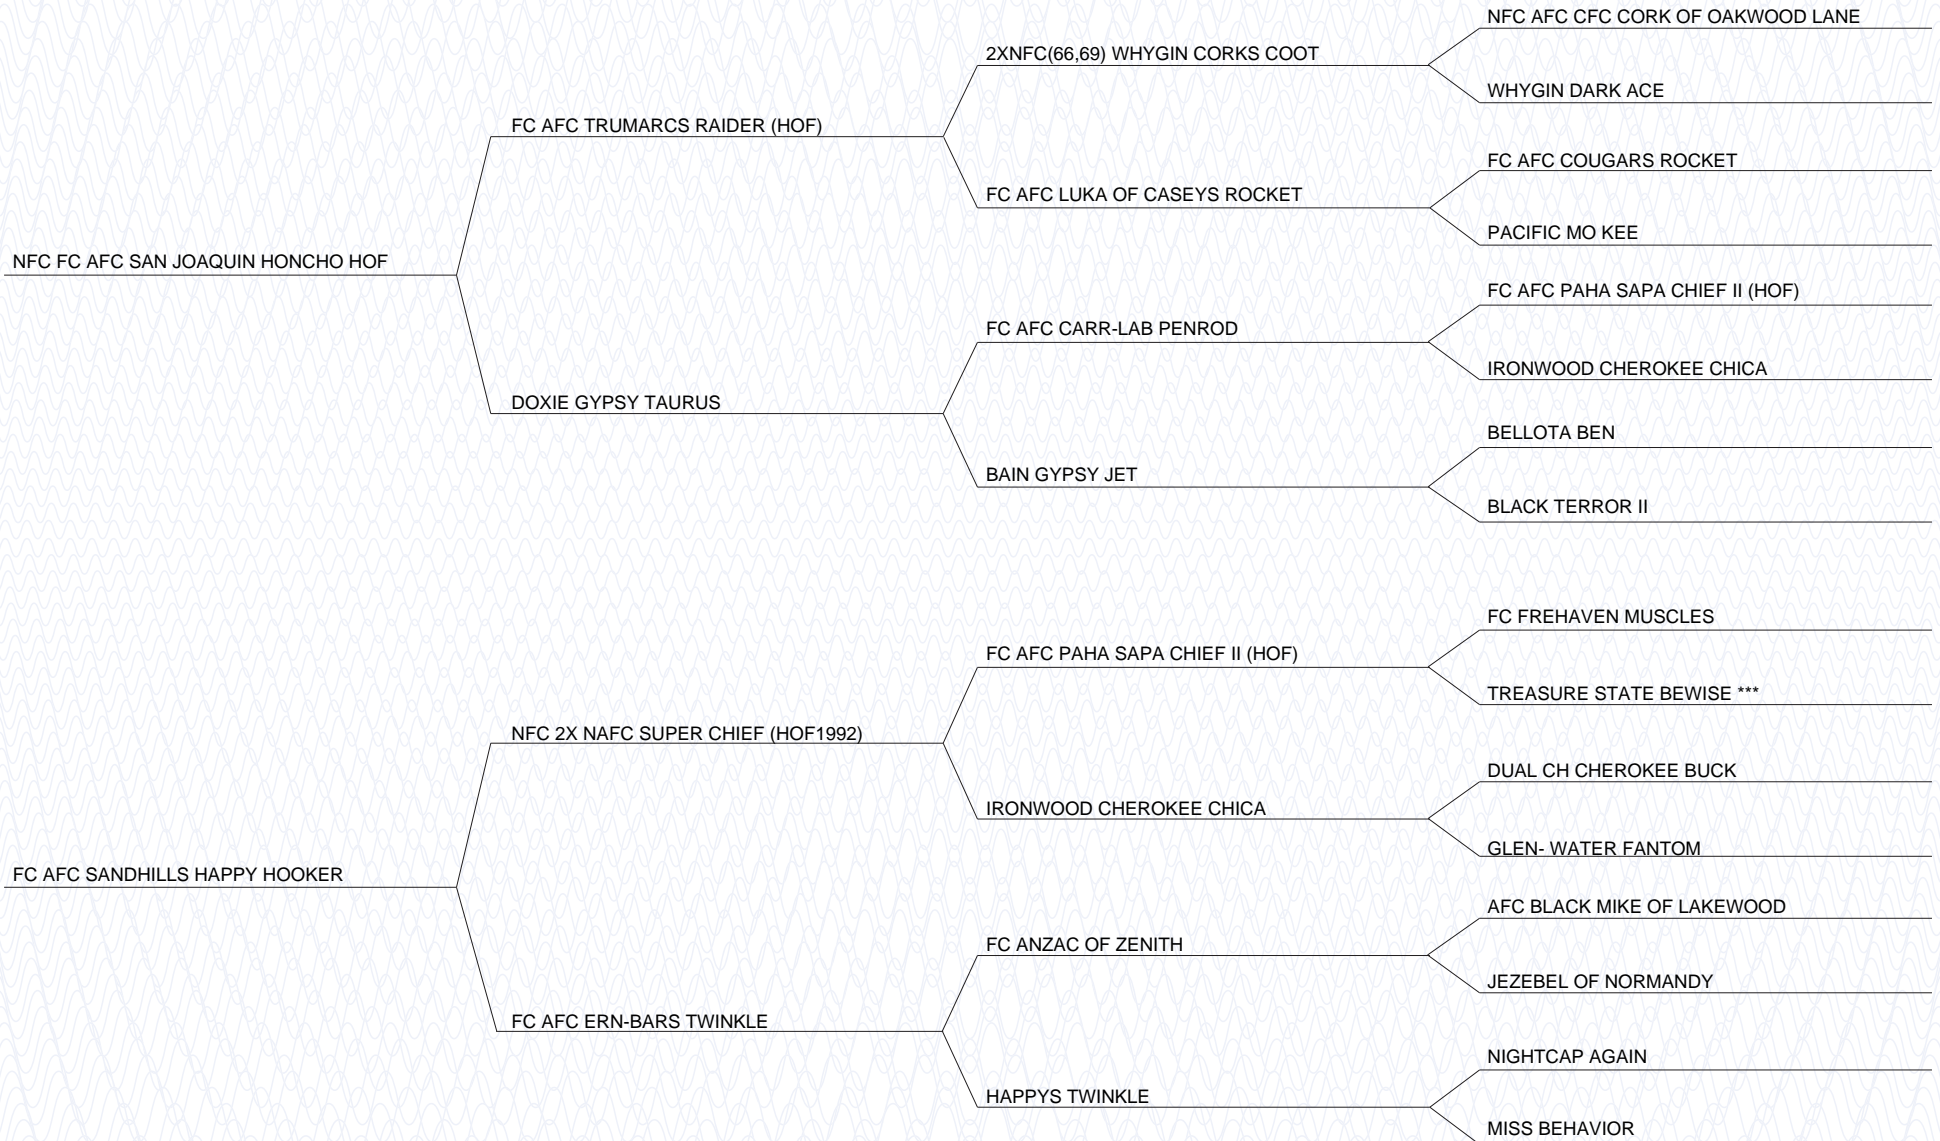 NFC AFC CFC CORK OF OAKWOOD LANE
2XNFC(66,69) WHYGIN CORKS COOT
WHYGIN DARK ACE
FC AFC TRUMARCS RAIDER (HOF)
FC AFC COUGARS ROCKET
FC AFC LUKA OF CASEYS ROCKET
PACIFIC MO KEE
NFC FC AFC SAN JOAQUIN HONCHO HOF
FC AFC PAHA SAPA CHIEF II (HOF)
FC AFC CARR-LAB PENROD
IRONWOOD CHEROKEE CHICA
DOXIE GYPSY TAURUS
BELLOTA BEN
BAIN GYPSY JET
BLACK TERROR II
FC FREHAVEN MUSCLES
FC AFC PAHA SAPA CHIEF II (HOF)
TREASURE STATE BEWISE ***
NFC 2X NAFC SUPER CHIEF (HOF1992)
DUAL CH CHEROKEE BUCK
IRONWOOD CHEROKEE CHICA
GLEN- WATER FANTOM
FC AFC SANDHILLS HAPPY HOOKER
AFC BLACK MIKE OF LAKEWOOD
FC ANZAC OF ZENITH
JEZEBEL OF NORMANDY
FC AFC ERN-BARS TWINKLE
NIGHTCAP AGAIN
HAPPYS TWINKLE
MISS BEHAVIOR